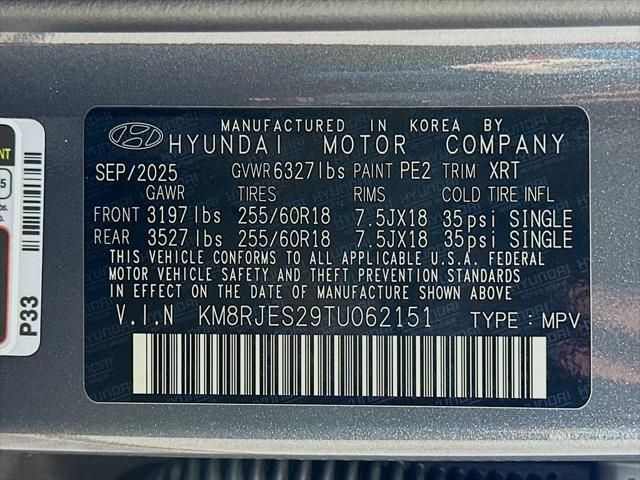 MANUFACTURED IN KOREA BY
HYUNDAI MOTOR COMPANY
SEP/2025 GVWR 6327lbs PAINT PE2 TRIM XRT
GAWR TIRES RIMS COLD TIRE INFL
FRONT 3197lbs 255/60R18 7.5JX18 35psi SINGLE
REAR 3527lbs 255/60R18 7.5JX18 35psi SINGLE
THIS VEHICLE CONFORMS TO ALL APPLICABLE U.S.A. FEDERAL
MOTOR VEHICLE SAFETY AND THEFT PREVENTION STANDARDS
IN EFFECT ON THE DATE OF MANUFACTURE SHOWN ABOVE.
V.I.N KM8RJES29TU062151 TYPE : MPV
P33